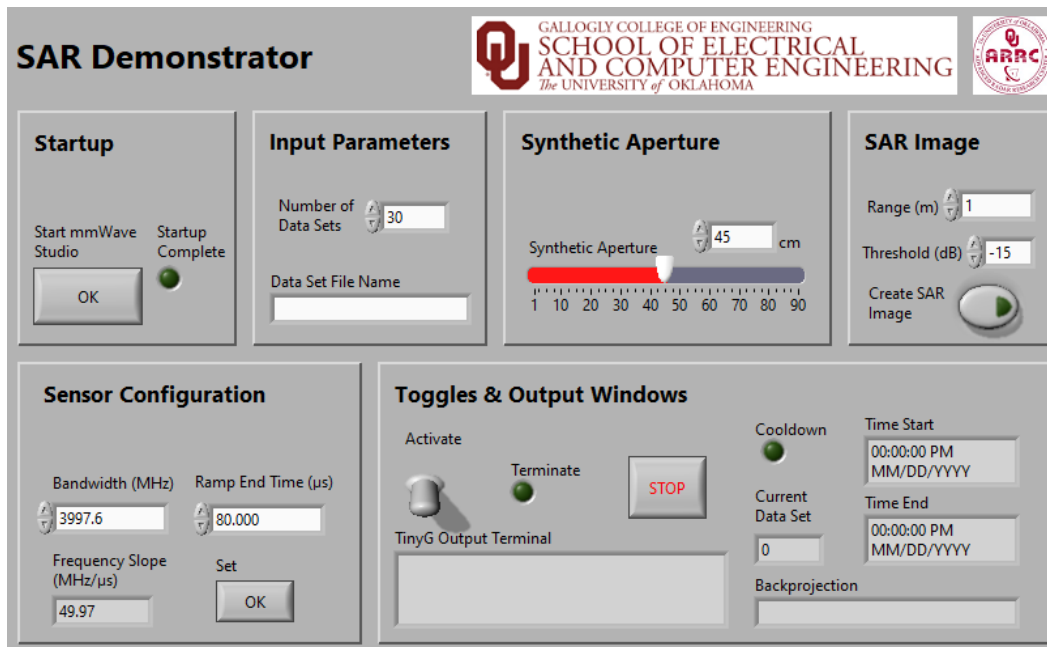 SAR Demonstrator
GALLOGLY COLLEGE OF ENGINEERING
SCHOOL OF ELECTRICAL
AND COMPUTER ENGINEERING
The UNIVERSITY of OKLAHOMA
ARRC
Startup
Start mmWave
Studio
OK
Startup
Complete
Input Parameters
Number of
Data Sets
30
Data Set File Name
Synthetic Aperture
Synthetic Aperture
45
cm
1 10 20 30 40 50 60 70 80 90
SAR Image
Range (m)
1
Threshold (dB)
-15
Create SAR
Image
Sensor Configuration
Bandwidth (MHz)
3997.6
Ramp End Time (µs)
80.000
Frequency Slope
(MHz/µs)
49.97
Set
OK
Toggles & Output Windows
Activate
Terminate
STOP
TinyG Output Terminal
Cooldown
Current
Data Set
0
Time Start
00:00:00 PM
MM/DD/YYYY
Time End
00:00:00 PM
MM/DD/YYYY
Backprojection